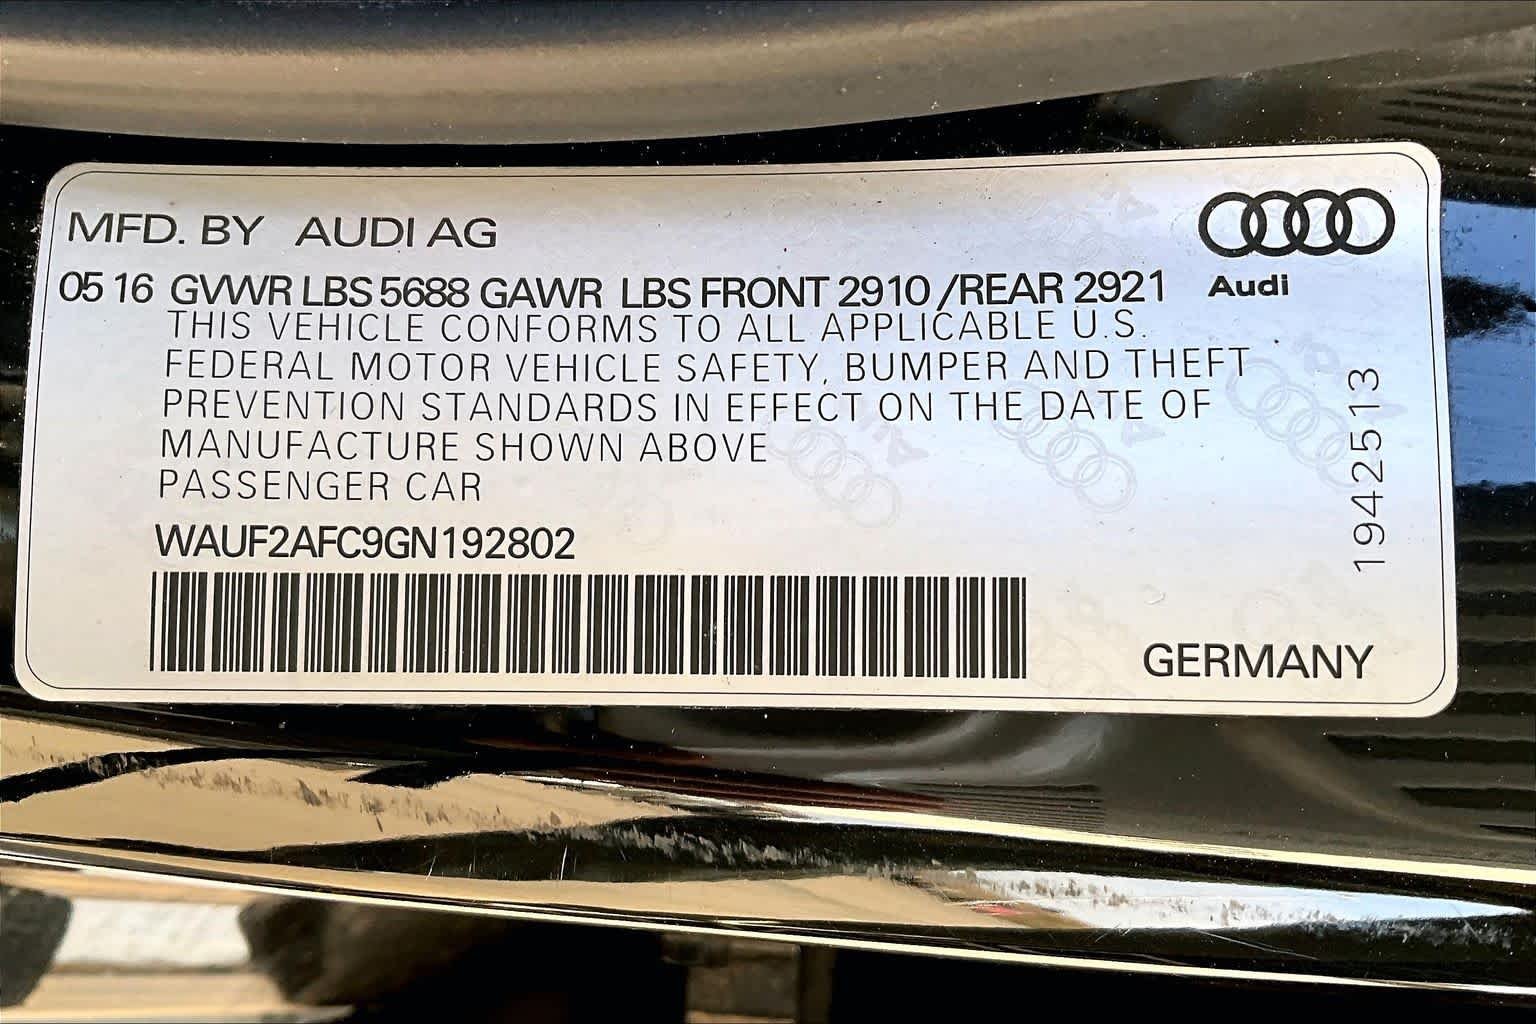 MFD. BY AUDI AG
05 16 GVWR LBS 5688 GAWR LBS FRONT 2910 /REAR 2921
Audi
THIS VEHICLE CONFORMS TO ALL APPLICABLE U.S.
FEDERAL MOTOR VEHICLE SAFETY, BUMPER AND THEFT
PREVENTION STANDARDS IN EFFECT ON THE DATE OF
MANUFACTURE SHOWN ABOVE
PASSENGER CAR
WAUF2AFC9GN192802
1942513
GERMANY